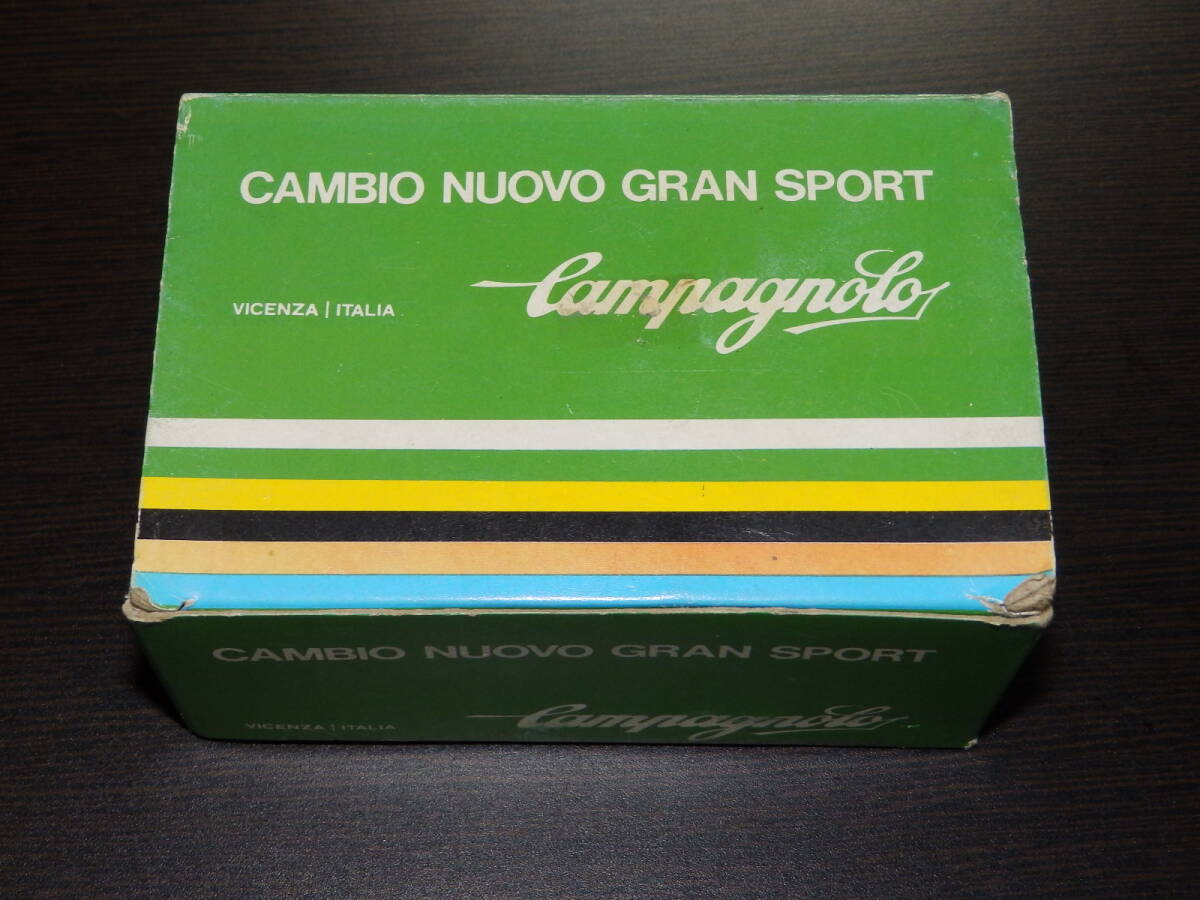 CAMBIO NUOVO GRAN SPORT
Campagnolo
VICENZA | ITALIA
CAMBIO NUOVO GRAN SPORT
Campagnolo
VICENZA | ITALIA